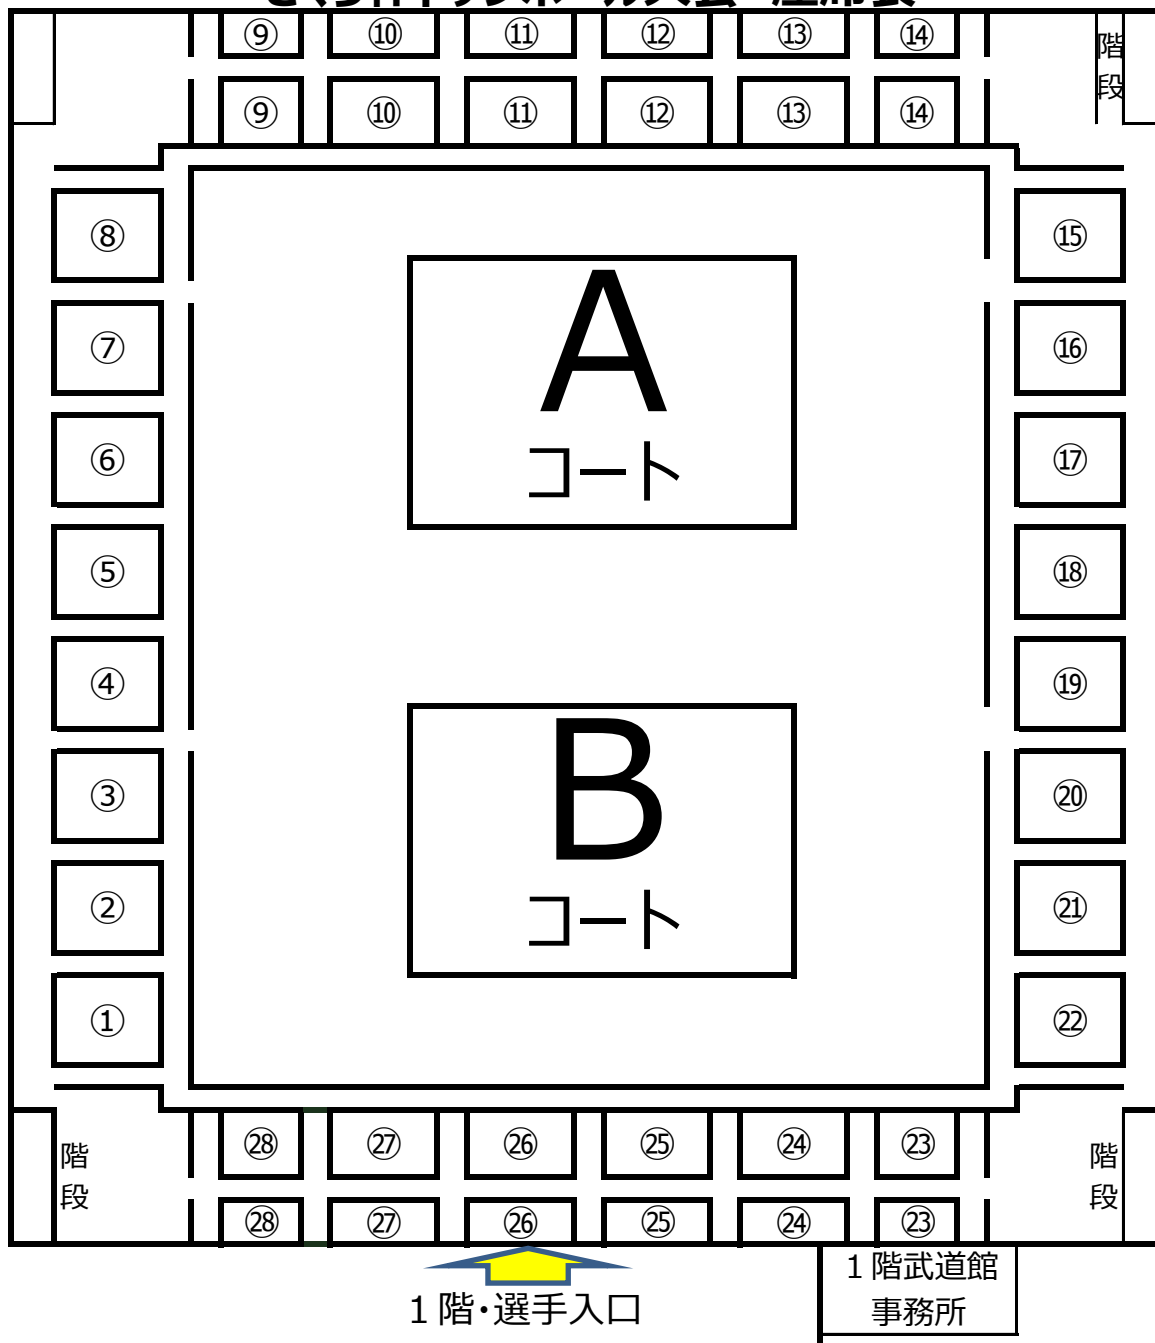 ⑨ ⑩ ⑪ ⑫ ⑬ ⑭
階段
⑨ ⑩ ⑪ ⑫ ⑬ ⑭
⑧ ⑮
A
コート
⑦ ⑯
⑥ ⑰
⑤ ⑱
④ ⑲
B
コート
③ ⑳
② ㉑
① ㉒
階段
㉘ ㉗ ㉖ ㉕ ㉔ ㉓
階段
㉘ ㉗ ㉖ ㉕ ㉔ ㉓
1階・選手入口
1階武道館
事務所